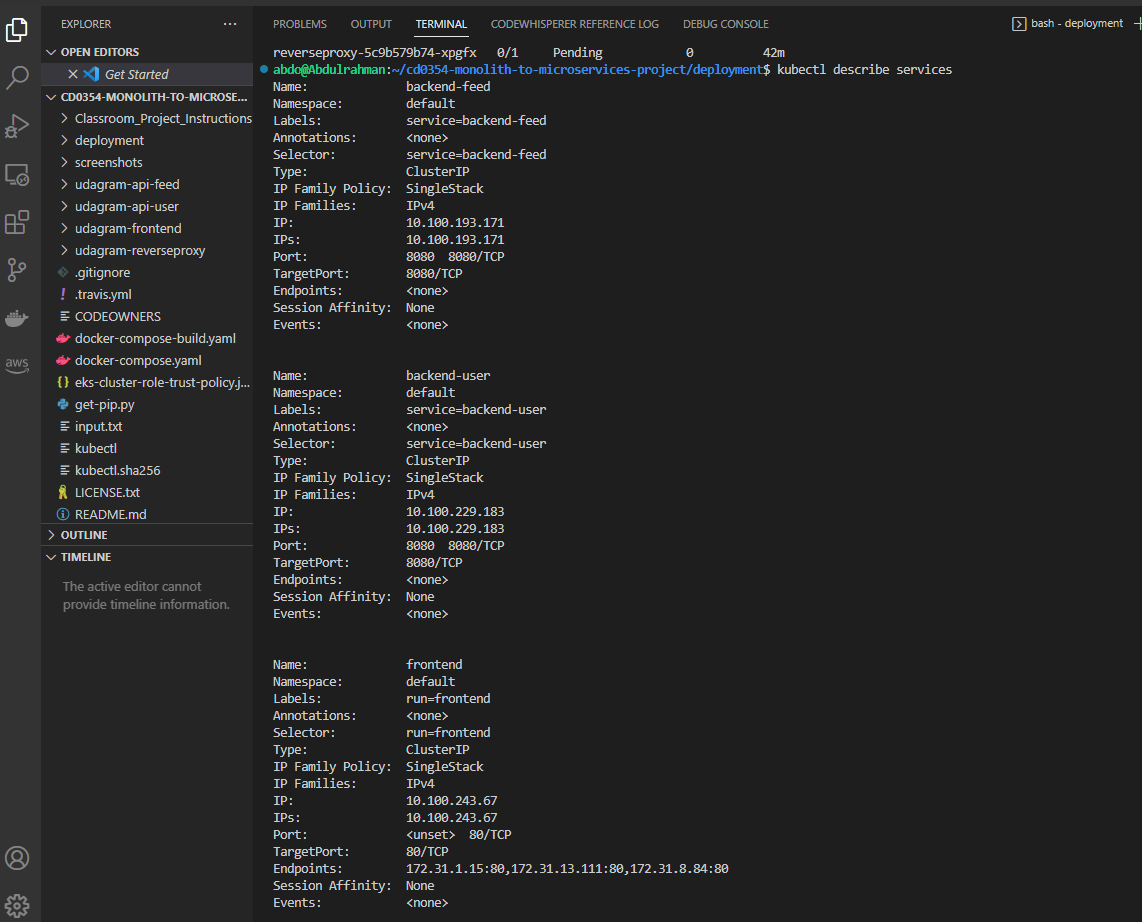 EXPLORER
···
OPEN EDITORS
Get Started
CD0354-MONOLITH-TO-MICROSE...
Classroom_Project_Instructions
deployment
screenshots
udagram-api-feed
udagram-api-user
udagram-frontend
udagram-reverseproxy
.gitignore
.travis.yml
CODEOWNERS
docker-compose-build.yaml
docker-compose.yaml
eks-cluster-role-trust-policy.j...
get-pip.py
input.txt
kubectl
kubectl.sha256
LICENSE.txt
README.md
OUTLINE
TIMELINE
The active editor cannot
provide timeline information.
aws
PROBLEMS OUTPUT TERMINAL CODEWHISPERER REFERENCE LOG DEBUG CONSOLE
bash - deployment
reverseproxy-5c9b579b74-xpgfx 0/1 Pending 0 42m
abdo@Abdulrahman:~/cd0354-monolith-to-microservices-project/deployment$ kubectl describe services
Name: backend-feed
Namespace: default
Labels: service=backend-feed
Annotations: <none>
Selector: service=backend-feed
Type: ClusterIP
IP Family Policy: SingleStack
IP Families: IPv4
IP: 10.100.193.171
IPs: 10.100.193.171
Port: 8080 8080/TCP
TargetPort: 8080/TCP
Endpoints: <none>
Session Affinity: None
Events: <none>
Name: backend-user
Namespace: default
Labels: service=backend-user
Annotations: <none>
Selector: service=backend-user
Type: ClusterIP
IP Family Policy: SingleStack
IP Families: IPv4
IP: 10.100.229.183
IPs: 10.100.229.183
Port: 8080 8080/TCP
TargetPort: 8080/TCP
Endpoints: <none>
Session Affinity: None
Events: <none>
Name: frontend
Namespace: default
Labels: run=frontend
Annotations: <none>
Selector: run=frontend
Type: ClusterIP
IP Family Policy: SingleStack
IP Families: IPv4
IP: 10.100.243.67
IPs: 10.100.243.67
Port: <unset> 80/TCP
TargetPort: 80/TCP
Endpoints: 172.31.1.15:80,172.31.13.111:80,172.31.8.84:80
Session Affinity: None
Events: <none>